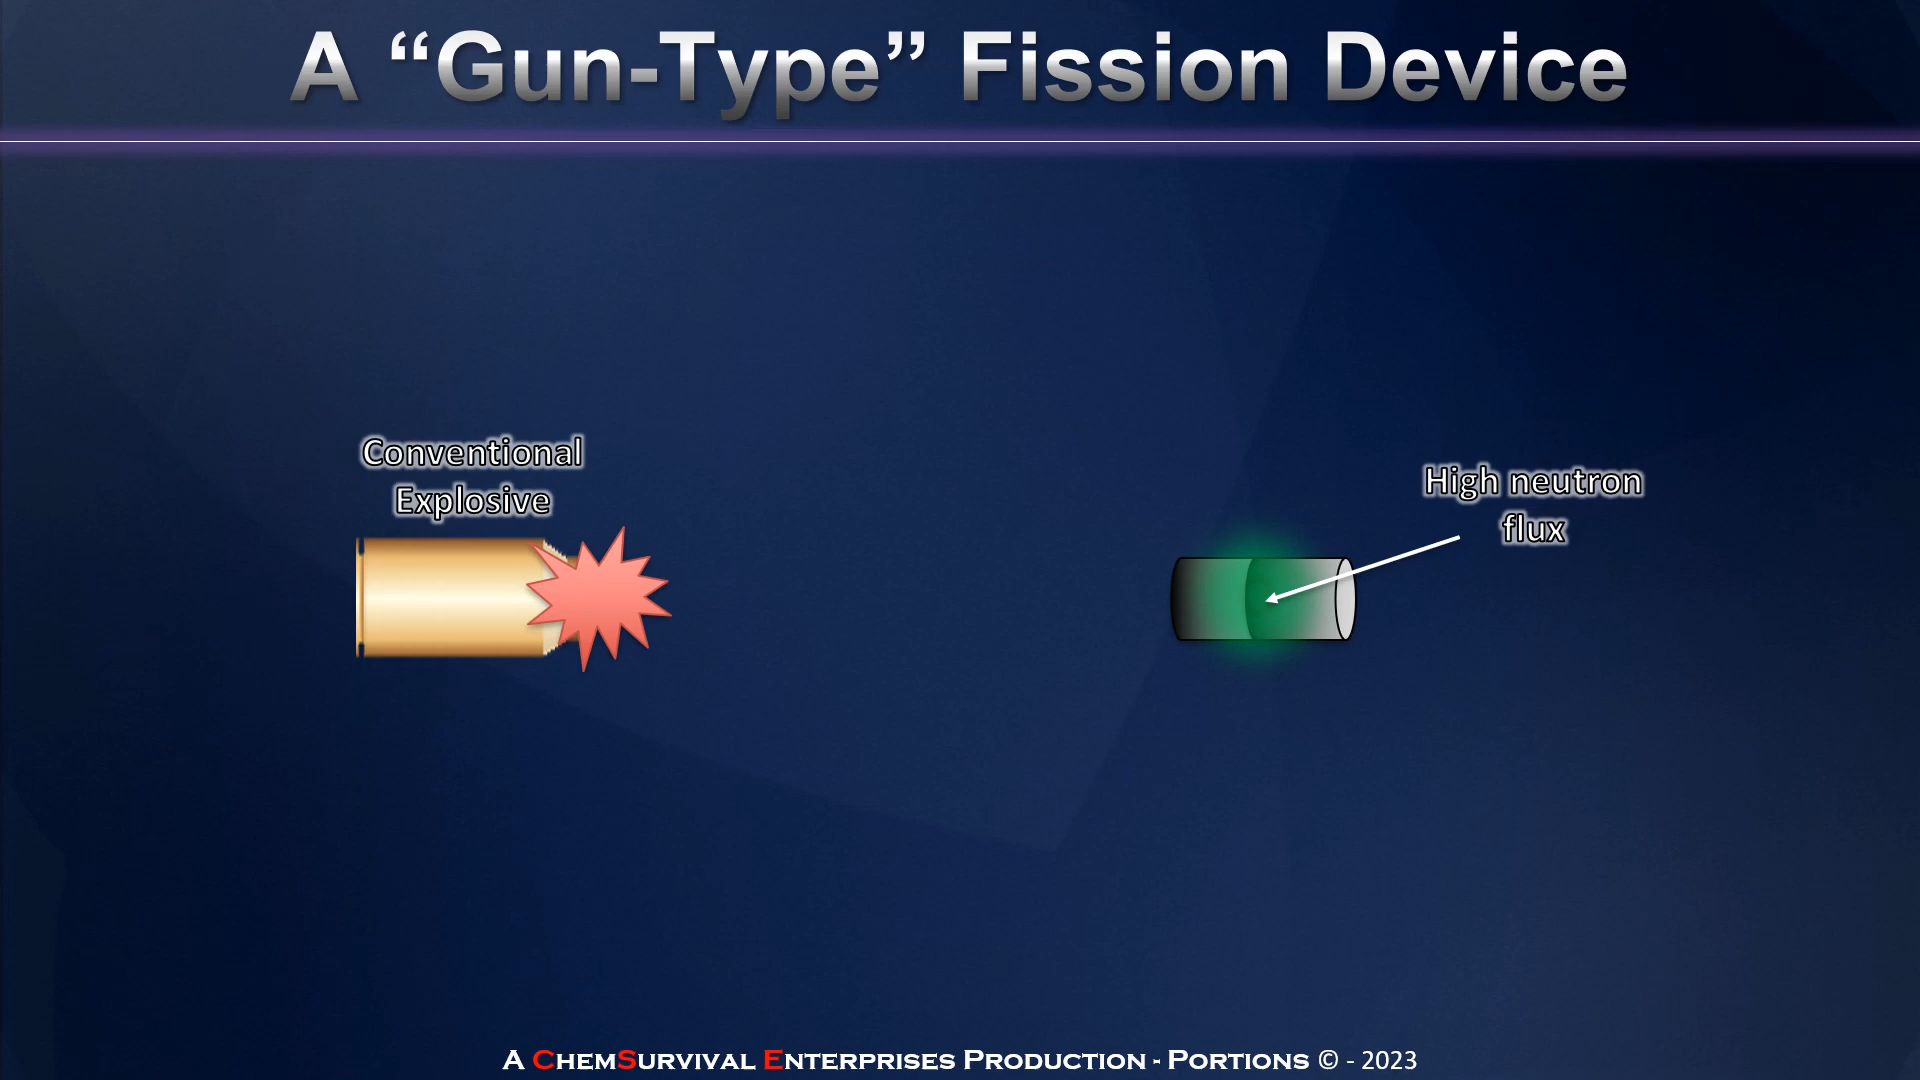 A “Gun-Type” Fission Device
Conventional
Explosive
High neutron
flux
A ChemSurvival Enterprises Production - Portions © - 2023